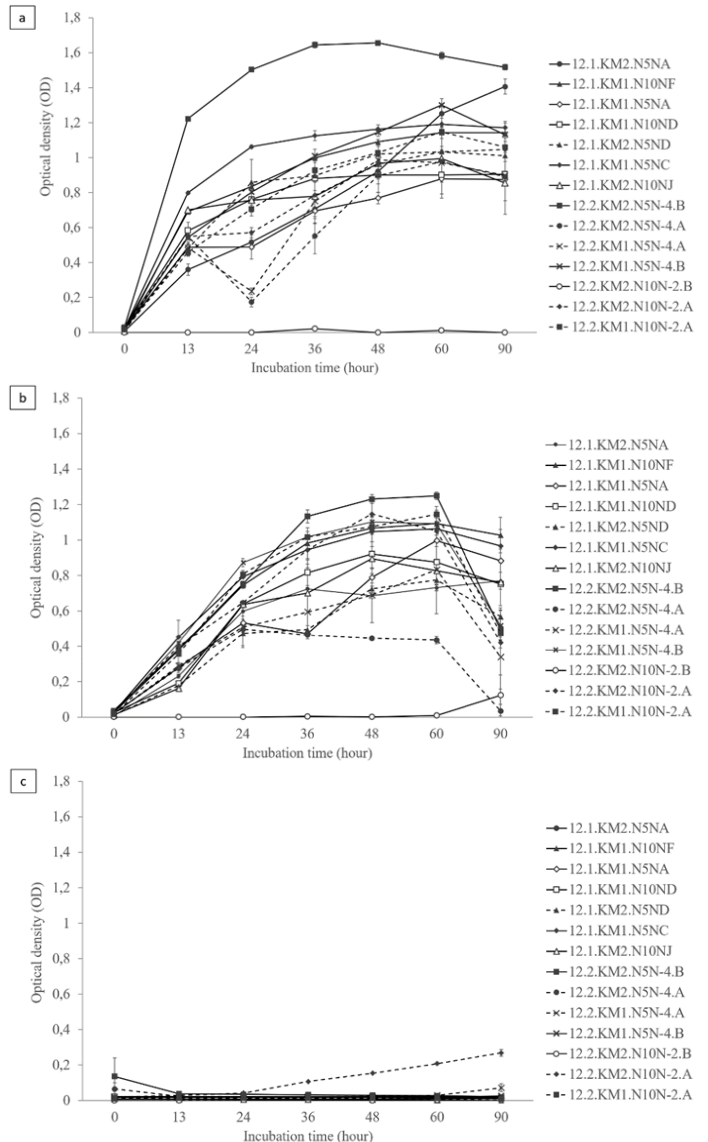 a
Optical density (OD)
1,8
1,6
1,4
1,2
1
0,8
0,6
0,4
0,2
0
0 13 24 36 48 60 90
Incubation time (hour)
12.1.KM2.N5NA
12.1.KM1.N10NF
12.1.KM1.N5NA
12.1.KM1.N10ND
12.1.KM2.N5ND
12.1.KM1.N5NC
12.1.KM2.N10NJ
12.2.KM2.N5N-4.B
12.2.KM2.N5N-4.A
12.2.KM1.N5N-4.A
12.2.KM1.N5N-4.B
12.2.KM2.N10N-2.B
12.2.KM2.N10N-2.A
12.2.KM1.N10N-2.A
b
Optical density (OD)
1,8
1,6
1,4
1,2
1
0,8
0,6
0,4
0,2
0
0 13 24 36 48 60 90
Incubation time (hour)
12.1.KM2.N5NA
12.1.KM1.N10NF
12.1.KM1.N5NA
12.1.KM1.N10ND
12.1.KM2.N5ND
12.1.KM1.N5NC
12.1.KM2.N10NJ
12.2.KM2.N5N-4.B
12.2.KM2.N5N-4.A
12.2.KM1.N5N-4.A
12.2.KM1.N5N-4.B
12.2.KM2.N10N-2.B
12.2.KM2.N10N-2.A
12.2.KM1.N10N-2.A
c
Optical density (OD)
1,8
1,6
1,4
1,2
1
0,8
0,6
0,4
0,2
0
0 13 24 36 48 60 90
Incubation time (hour)
12.1.KM2.N5NA
12.1.KM1.N10NF
12.1.KM1.N5NA
12.1.KM1.N10ND
12.1.KM2.N5ND
12.1.KM1.N5NC
12.1.KM2.N10NJ
12.2.KM2.N5N-4.B
12.2.KM2.N5N-4.A
12.2.KM1.N5N-4.A
12.2.KM1.N5N-4.B
12.2.KM2.N10N-2.B
12.2.KM2.N10N-2.A
12.2.KM1.N10N-2.A